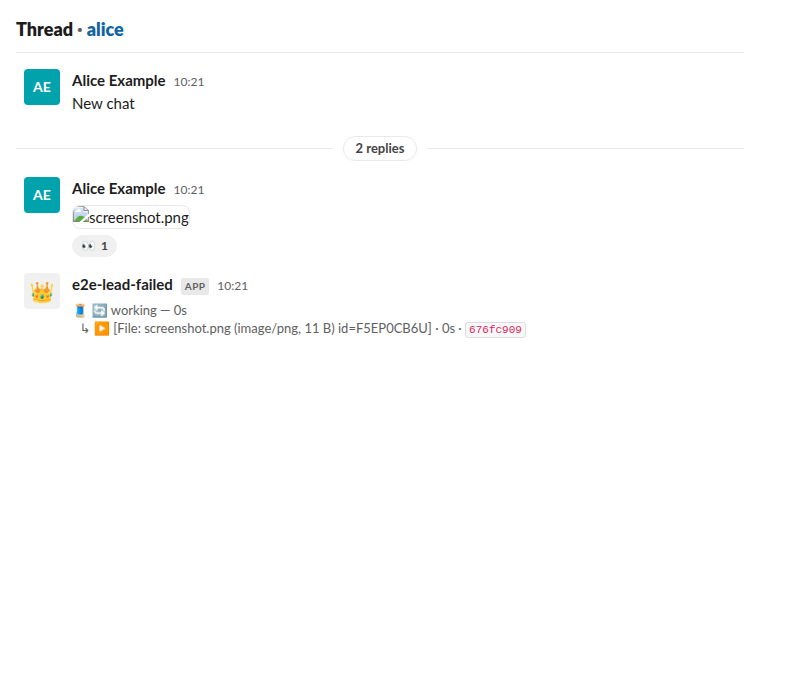 Thread • alice
AE
Alice Example 10:21
New chat
2 replies
AE
Alice Example 10:21
screenshot.png
👀 1
e2e-lead-failed APP 10:21
🧵 🔄 working — 0s
↳ ▶️ [File: screenshot.png (image/png, 11 B) id=F5EP0CB6U] · 0s · 676fc909